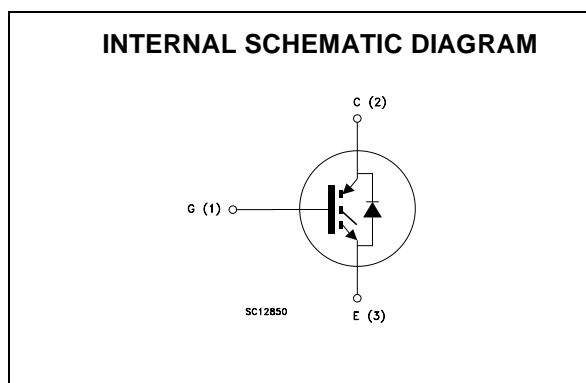 INTERNAL SCHEMATIC DIAGRAM
C (2)
G (1)
SC12850
E (3)